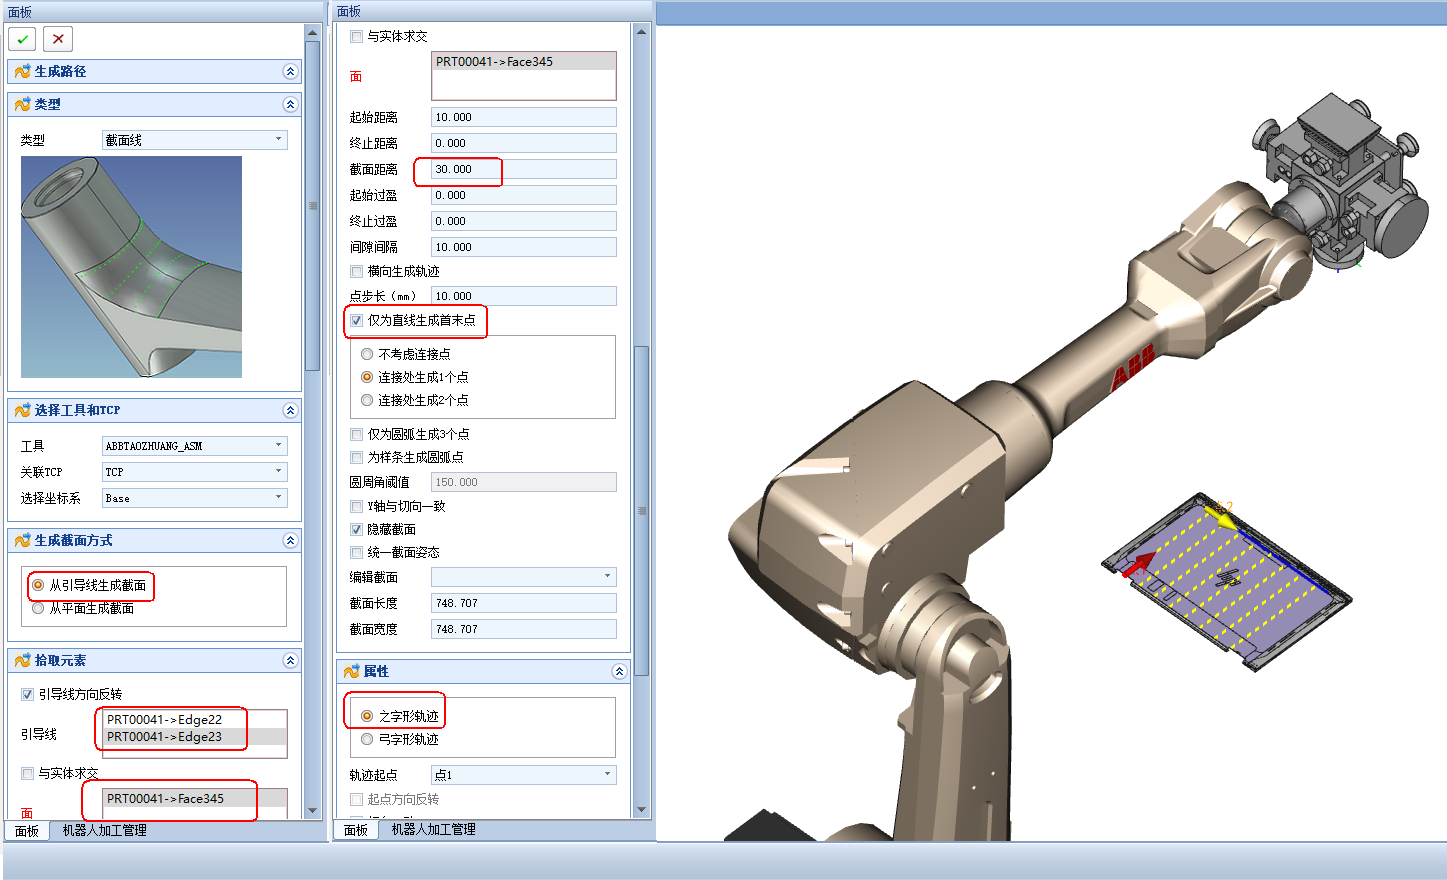 面板
生成路径
类型
类型
截面线
选择工具和TCP
工具
ABBTAOZHUANG_ASM
关联TCP
TCP
选择坐标系
Base
生成截面方式
从引导线生成截面
从平面生成截面
拾取元素
引导线方向反转
引导线
PRT00041->Edge22
PRT00041->Edge23
与实体求交
面
PRT00041->Face345
面板
机器人加工管理
面板
与实体求交
面
PRT00041->Face345
起始距离
10.000
终止距离
0.000
截面距离
30.000
起始过盈
0.000
终止过盈
0.000
间隙间隔
10.000
横向生成轨迹
点步长（mm）
10.000
仅为直线生成首末点
不考虑连接点
连接处生成1个点
连接处生成2个点
仅为圆弧生成3个点
为样条生成圆弧点
圆周角阈值
150.000
Y轴与切向一致
隐藏截面
统一截面姿态
编辑截面
截面长度
748.707
截面宽度
748.707
属性
之字形轨迹
弓字形轨迹
轨迹起点
点1
起点方向反转
面板
机器人加工管理
ABB